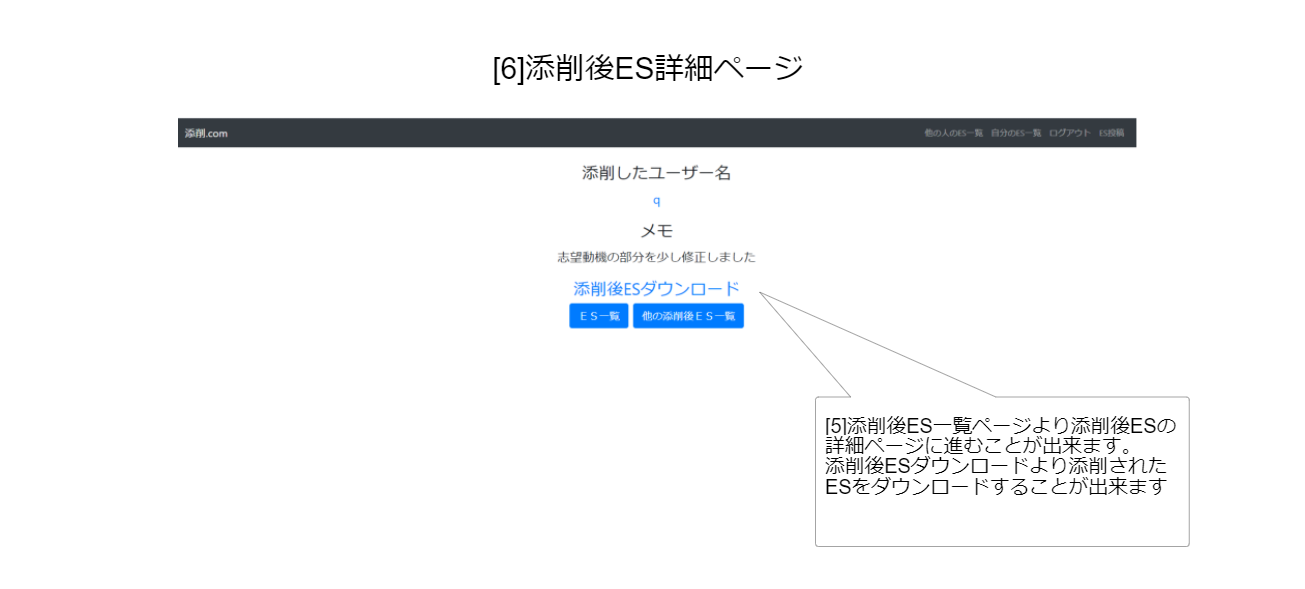 [6]添削後ES詳細ページ
添削.com
他の人のES一覧 自分のES一覧 ログアウト ES投稿
添削したユーザー名
q
メモ
志望動機の部分を少し修正しました
添削後ESダウンロード
ＥＳ一覧 他の添削後ＥＳ一覧
[5]添削後ES一覧ページより添削後ESの
詳細ページに進むことが出来ます。
添削後ESダウンロードより添削された
ESをダウンロードすることが出来ます